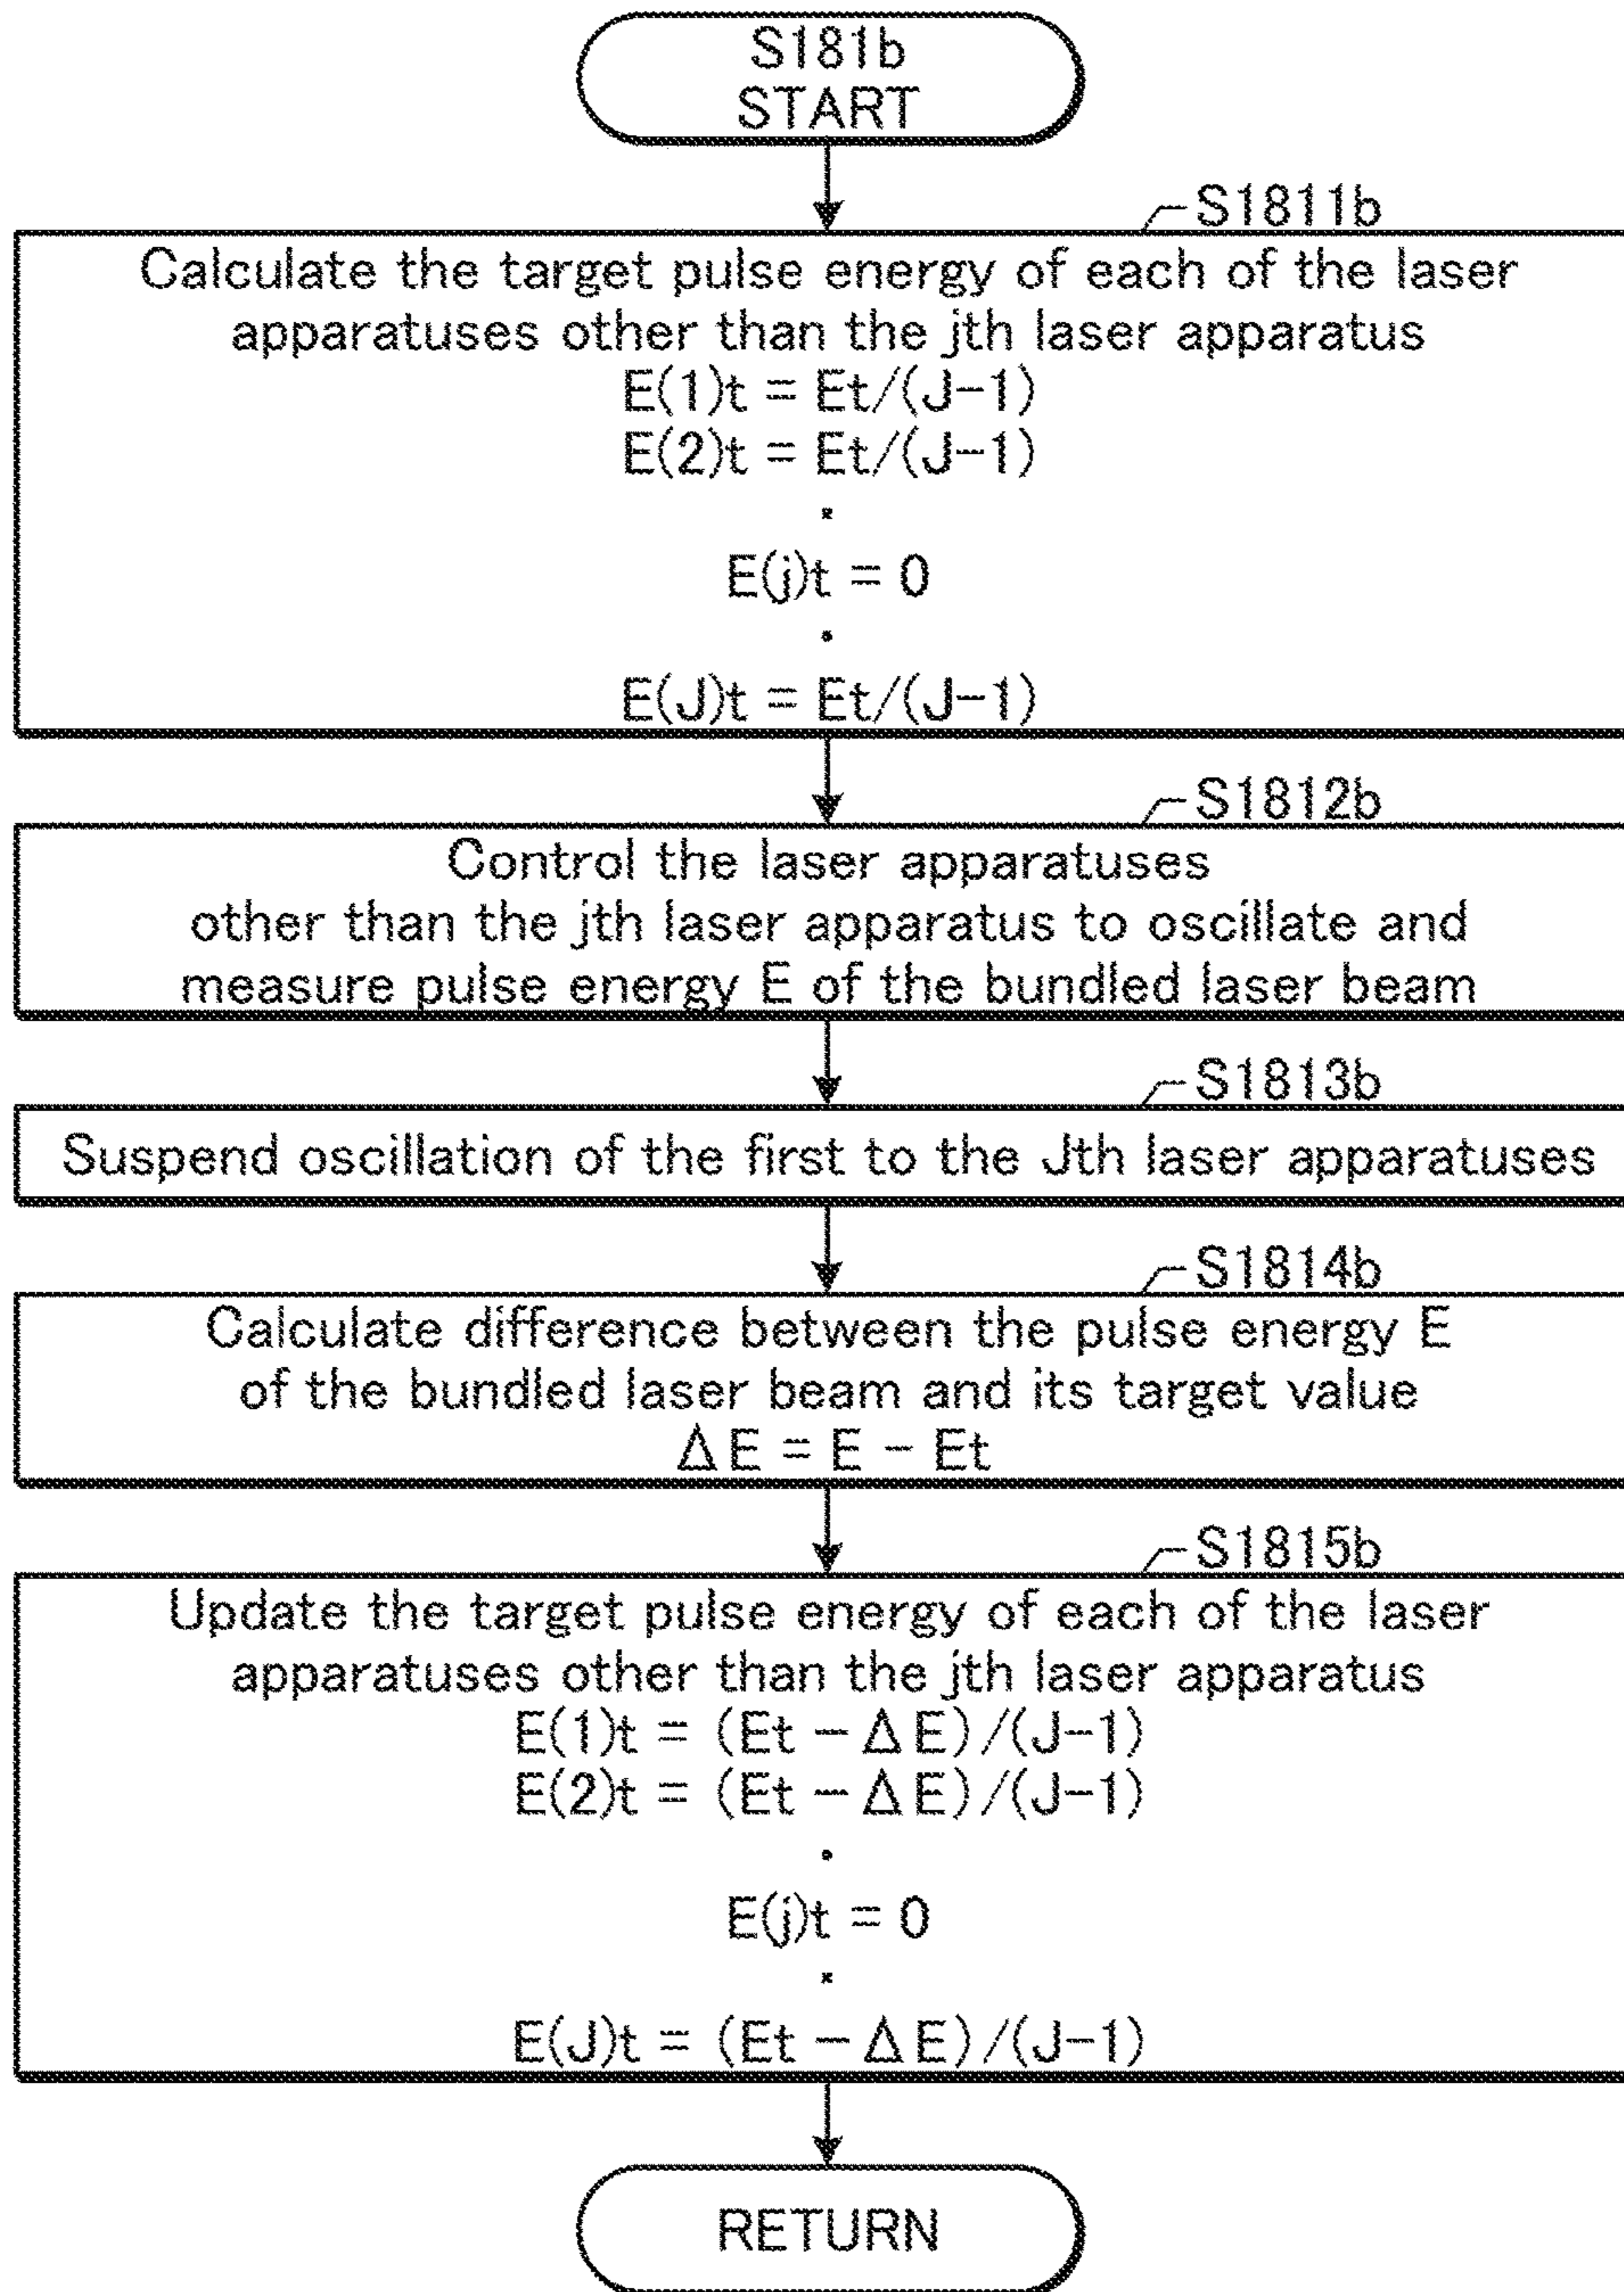 S181b
START
S1811b
Calculate the target pulse energy of each of the laser
apparatuses other than the jth laser apparatus
E(1)t = Et/(J-1)
E(2)t = Et/(J-1)
·
E(j)t = 0
·
E(J)t = Et/(J-1)
S1812b
Control the laser apparatuses
other than the jth laser apparatus to oscillate and
measure pulse energy E of the bundled laser beam
S1813b
Suspend oscillation of the first to the Jth laser apparatuses
S1814b
Calculate difference between the pulse energy E
of the bundled laser beam and its target value
ΔE = E - Et
S1815b
Update the target pulse energy of each of the laser
apparatuses other than the jth laser apparatus
E(1)t = (Et - ΔE)/(J-1)
E(2)t = (Et - ΔE)/(J-1)
·
E(j)t = 0
·
E(J)t = (Et - ΔE)/(J-1)
RETURN